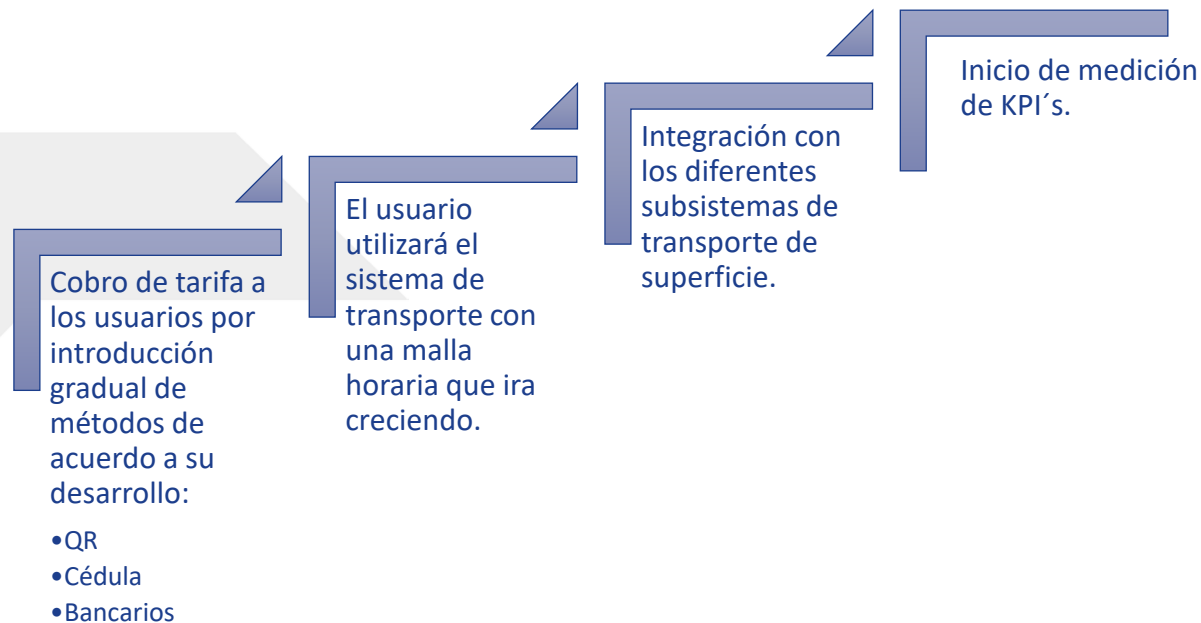 Cobro de tarifa a
los usuarios por
introducción
gradual de
métodos de
acuerdo a su
desarrollo:
•QR
•Cédula
•Bancarios
El usuario
utilizará el
sistema de
transporte con
una malla
horaria que ira
creciendo.
Integración con
los diferentes
subsistemas de
transporte de
superficie.
Inicio de medición
de KPI´s.